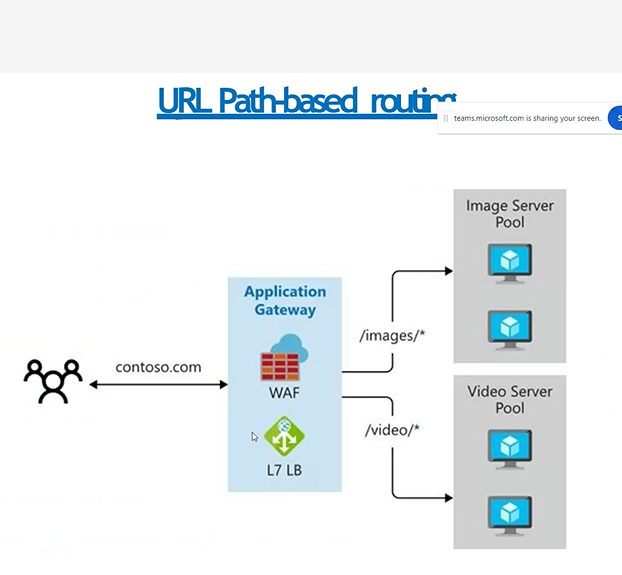 URL Path-based routing
teams.microsoft.com is sharing your screen.
S
Image Server
Pool
Application
Gateway
/images/*
contoso.com
WAF
Video Server
Pool
/video/*
L7 LB